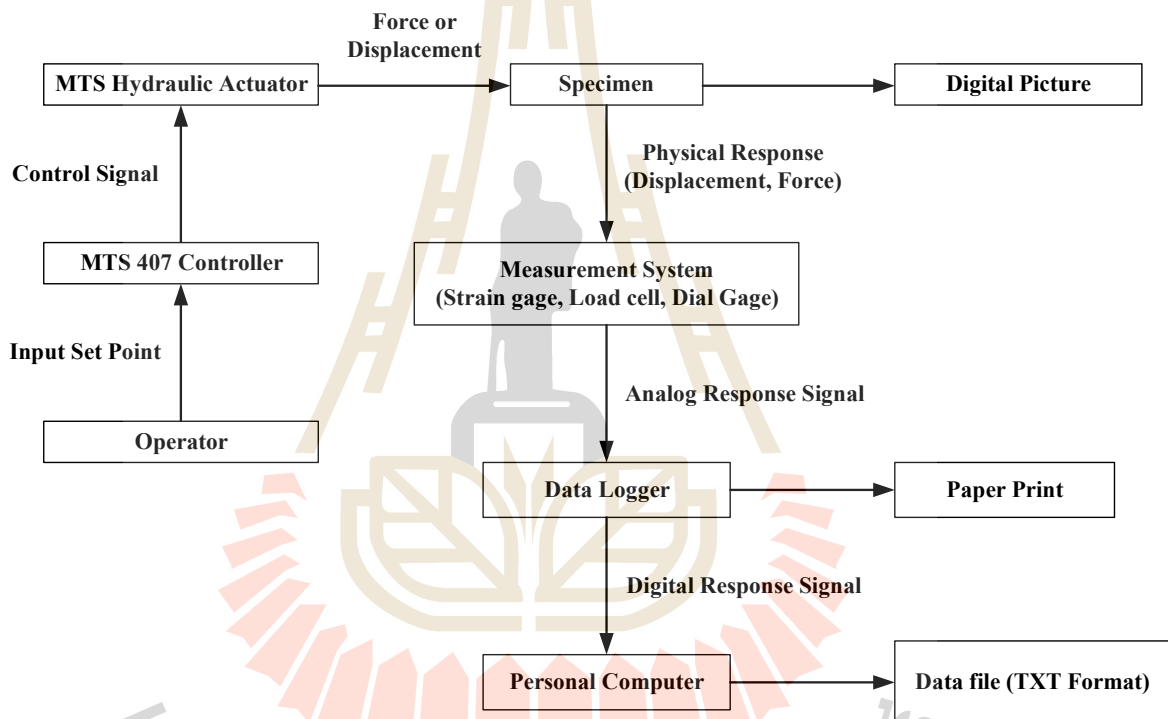 Force or
Displacement
MTS Hydraulic Actuator
Specimen
Digital Picture
Control Signal
Physical Response
(Displacement, Force)
MTS 407 Controller
Measurement System
(Strain gage, Load cell, Dial Gage)
Input Set Point
Analog Response Signal
Operator
Data Logger
Paper Print
Digital Response Signal
Personal Computer
Data file (TXT Format)